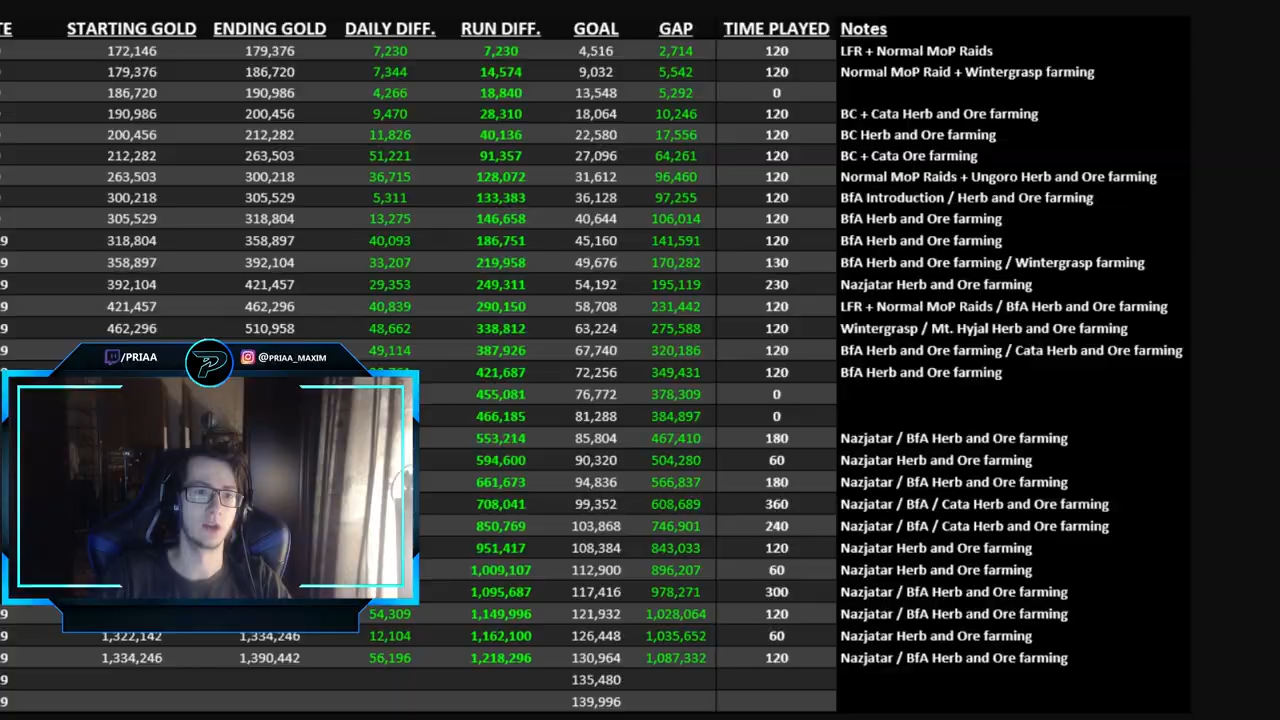 TE STARTING GOLD ENDING GOLD DAILY DIFF. RUN DIFF. GOAL GAP TIME PLAYED Notes
172,146 179,376 7,230 7,230 4,516 2,714 120 LFR + Normal MoP Raids
179,376 186,720 7,344 14,574 9,032 5,542 120 Normal MoP Raid + Wintergrasp farming
186,720 190,986 4,266 18,840 13,548 5,292 0
190,986 200,456 9,470 28,310 18,064 10,246 120 BC + Cata Herb and Ore farming
200,456 212,282 11,826 40,136 22,580 17,556 120 BC Herb and Ore farming
212,282 263,503 51,221 91,357 27,096 64,261 120 BC + Cata Ore farming
263,503 300,218 36,715 128,072 31,612 96,460 120 Normal MoP Raids + Ungoro Herb and Ore farming
300,218 305,529 5,311 133,383 36,128 97,255 120 BfA Introduction / Herb and Ore farming
305,529 318,804 13,275 146,658 40,644 106,014 120 BfA Herb and Ore farming
9 318,804 358,897 40,093 186,751 45,160 141,591 120 BfA Herb and Ore farming
9 358,897 392,104 33,207 219,958 49,676 170,282 130 BfA Herb and Ore farming / Wintergrasp farming
9 392,104 421,457 29,353 249,311 54,192 195,119 230 Nazjatar Herb and Ore farming
9 421,457 462,296 40,839 290,150 58,708 231,442 120 LFR + Normal MoP Raids / BfA Herb and Ore farming
9 462,296 510,958 48,662 338,812 63,224 275,588 120 Wintergrasp / Mt. Hyjal Herb and Ore farming
9 49,114 387,926 67,740 320,186 120 BfA Herb and Ore farming / Cata Herb and Ore farming
/PRIAA @PRIAA_MAXIM
9 421,687 72,256 349,431 120 BfA Herb and Ore farming
455,081 76,772 378,309 0
466,185 81,288 384,897 0
553,214 85,804 467,410 180 Nazjatar / BfA Herb and Ore farming
594,600 90,320 504,280 60 Nazjatar Herb and Ore farming
661,673 94,836 566,837 180 Nazjatar / BfA Herb and Ore farming
708,041 99,352 608,689 360 Nazjatar / BfA / Cata Herb and Ore farming
850,769 103,868 746,901 240 Nazjatar / BfA / Cata Herb and Ore farming
951,417 108,384 843,033 120 Nazjatar Herb and Ore farming
1,009,107 112,900 896,207 60 Nazjatar Herb and Ore farming
1,095,687 117,416 978,271 300 Nazjatar / BfA Herb and Ore farming
9 54,309 1,149,996 121,932 1,028,064 120 Nazjatar / BfA Herb and Ore farming
9 1,322,142 1,334,246 12,104 1,162,100 126,448 1,035,652 60 Nazjatar Herb and Ore farming
9 1,334,246 1,390,442 56,196 1,218,296 130,964 1,087,332 120 Nazjatar / BfA Herb and Ore farming
9 135,480
9 139,996